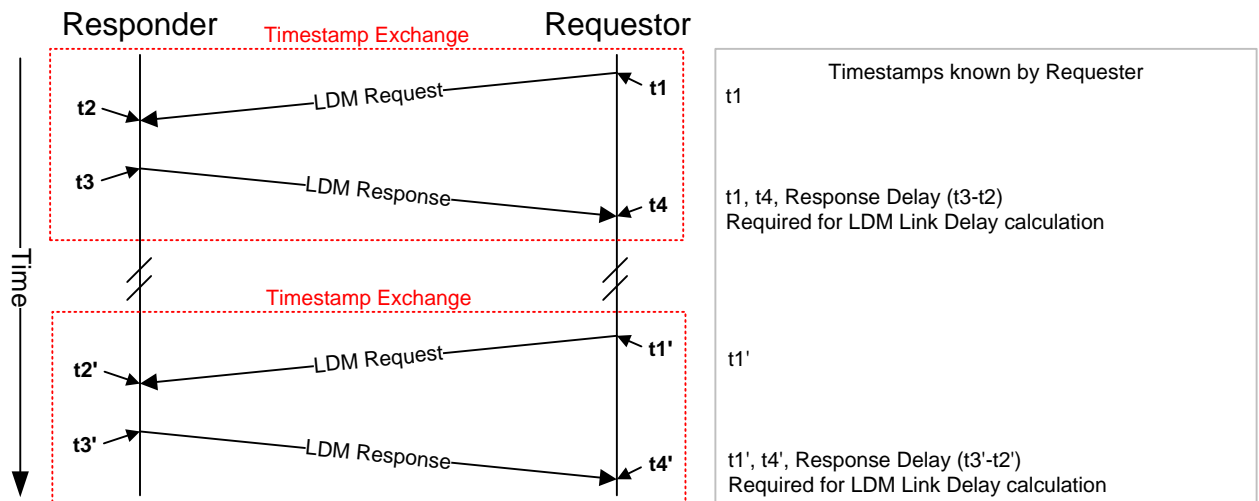 Responder
Requestor
Timestamp Exchange
Timestamps known by Requester
t1
t1
LDM Request
t2
t3
LDM Response
t4
t1, t4, Response Delay (t3-t2)
Required for LDM Link Delay calculation
Time
Timestamp Exchange
t1'
t1'
LDM Request
t2'
t3'
LDM Response
t4'
t1', t4', Response Delay (t3'-t2')
Required for LDM Link Delay calculation